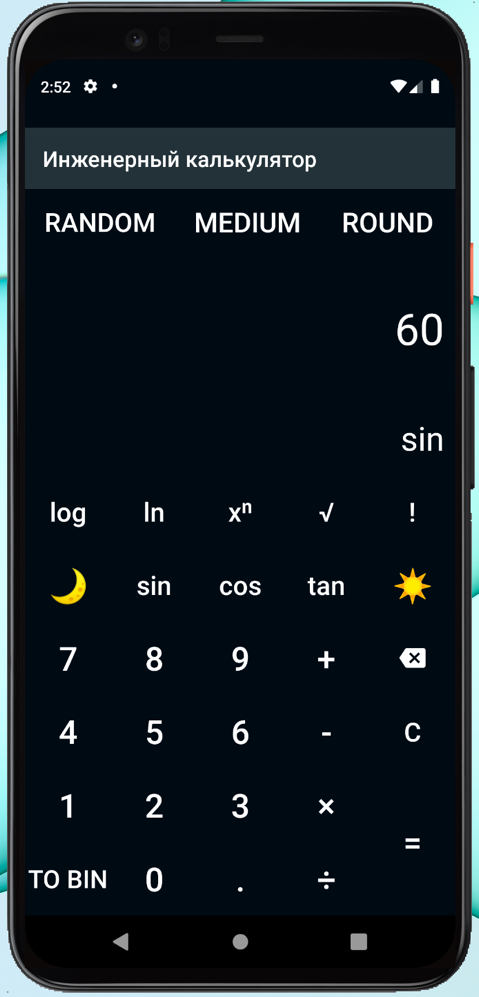 2:52
Инженерный калькулятор
RANDOM MEDIUM ROUND
60
sin
log ln xⁿ √ !
sin cos tan
7 8 9 +
4 5 6 - C
1 2 3 ×
=
TO BIN 0 . ÷